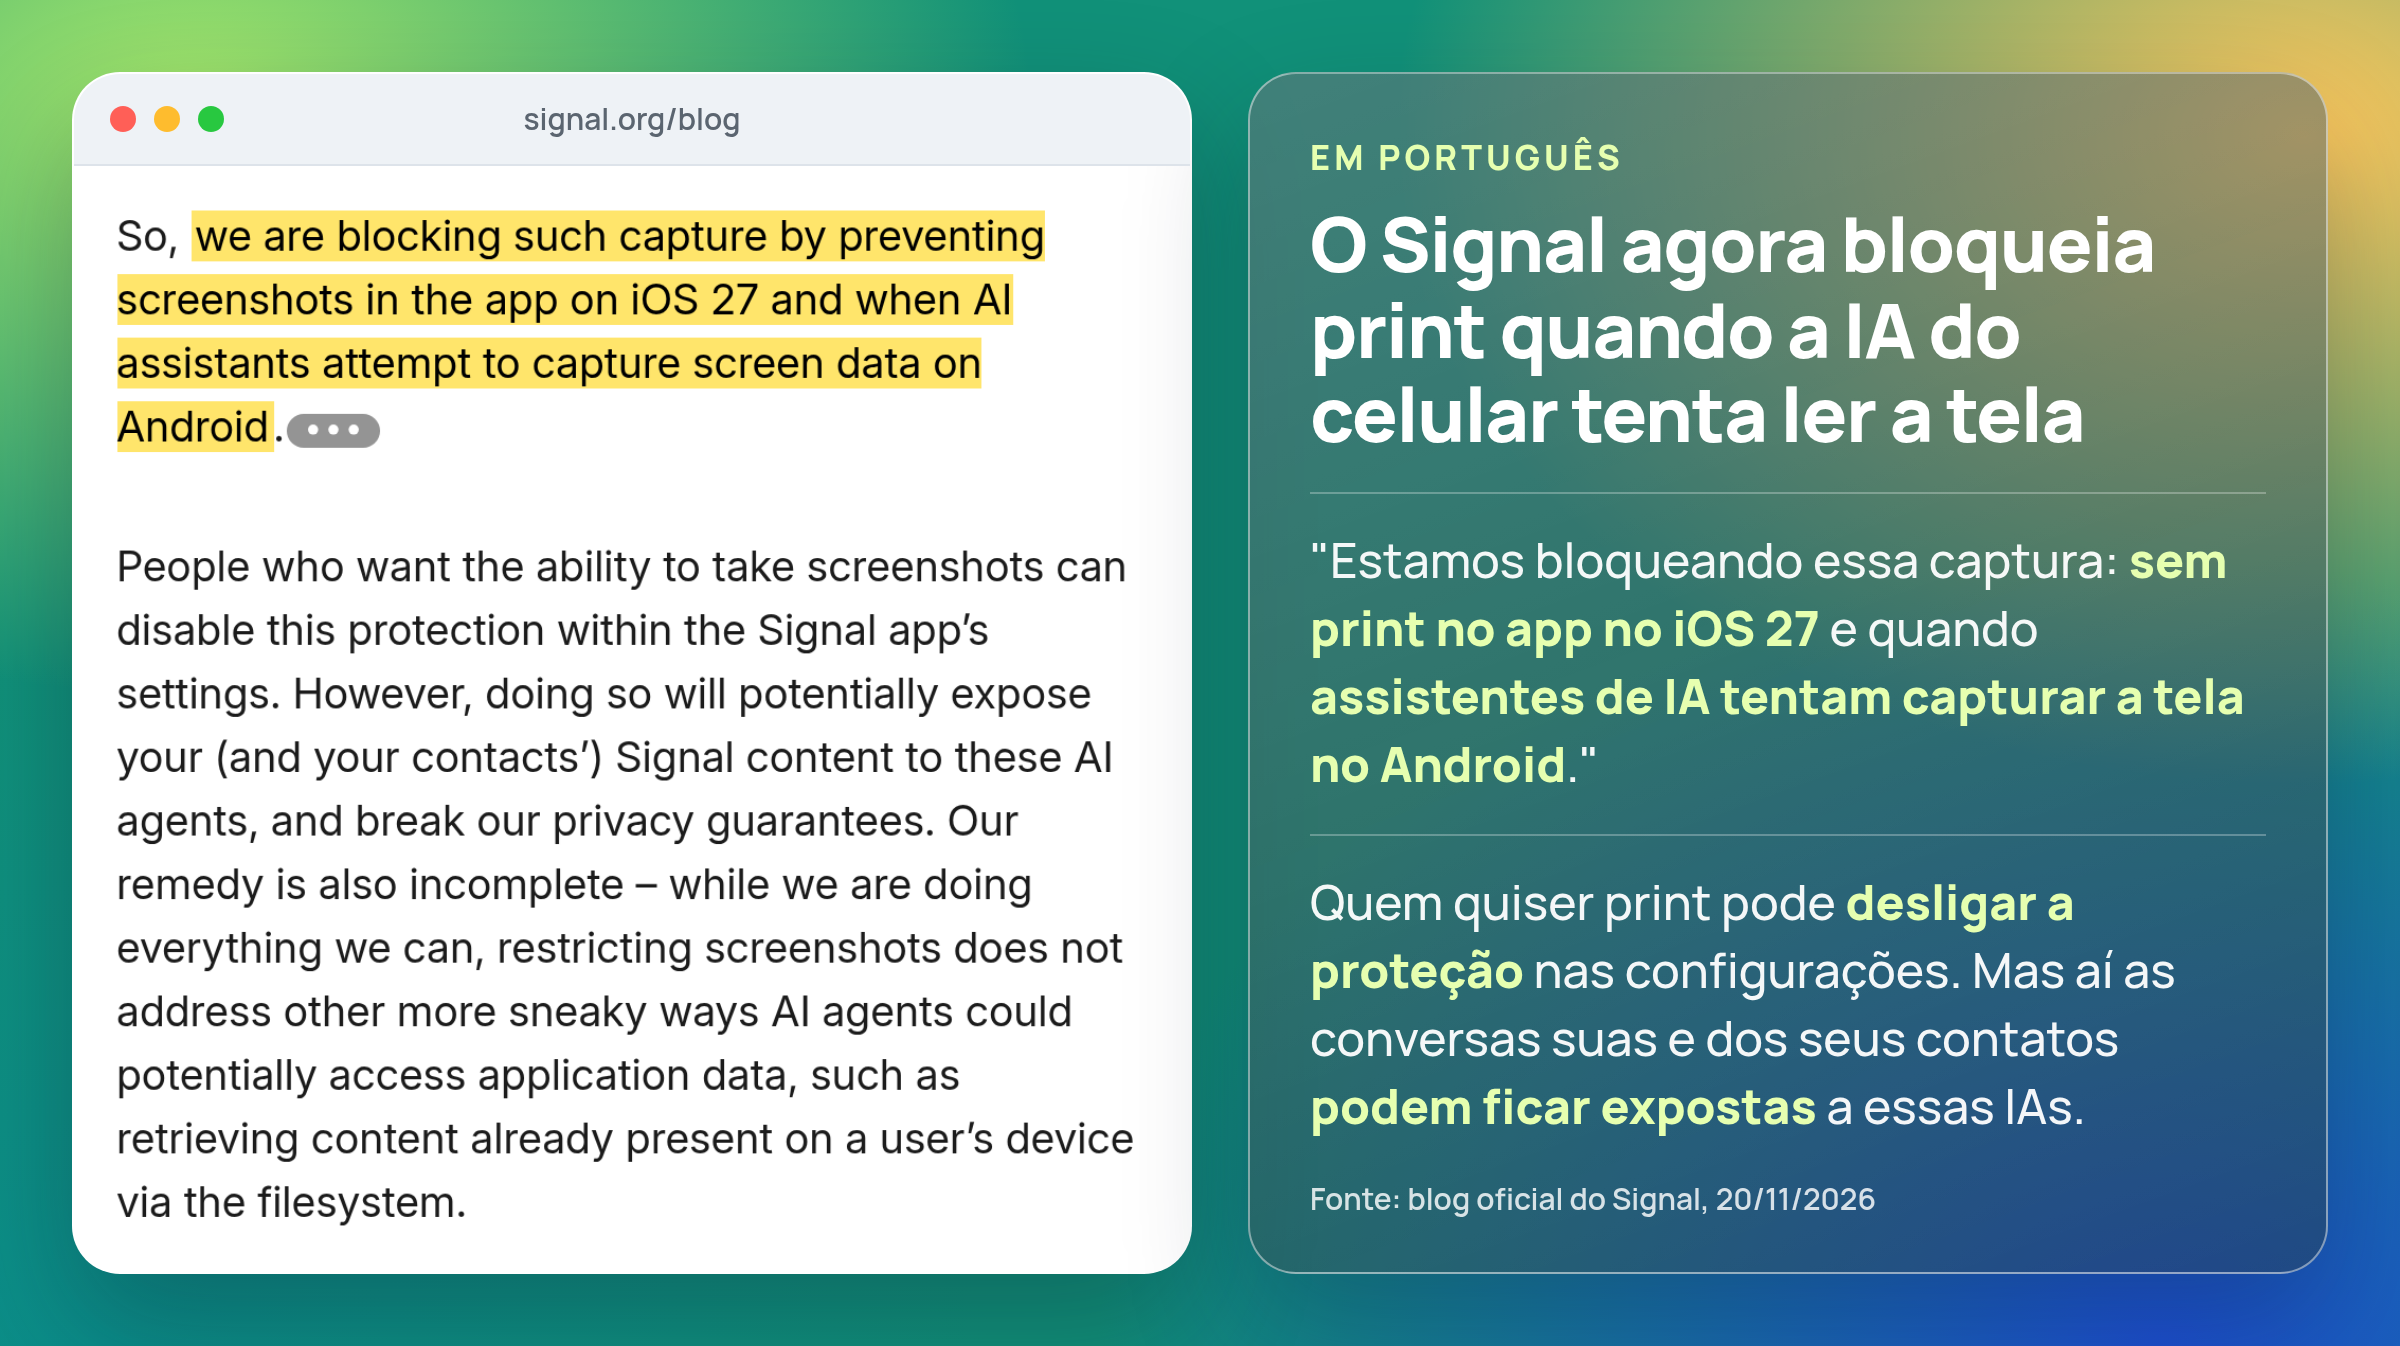 signal.org/blog
So, we are blocking such capture by preventing
screenshots in the app on iOS 27 and when AI
assistants attempt to capture screen data on
Android.
People who want the ability to take screenshots can
disable this protection within the Signal app’s
settings. However, doing so will potentially expose
your (and your contacts’) Signal content to these AI
agents, and break our privacy guarantees. Our
remedy is also incomplete – while we are doing
everything we can, restricting screenshots does not
address other more sneaky ways AI agents could
potentially access application data, such as
retrieving content already present on a user’s device
via the filesystem.
EM PORTUGUÊS
O Signal agora bloqueia
print quando a IA do
celular tenta ler a tela
"Estamos bloqueando essa captura: sem
print no app no iOS 27 e quando
assistentes de IA tentam capturar a tela
no Android."
Quem quiser print pode desligar a
proteção nas configurações. Mas aí as
conversas suas e dos seus contatos
podem ficar expostas a essas IAs.
Fonte: blog oficial do Signal, 20/11/2026